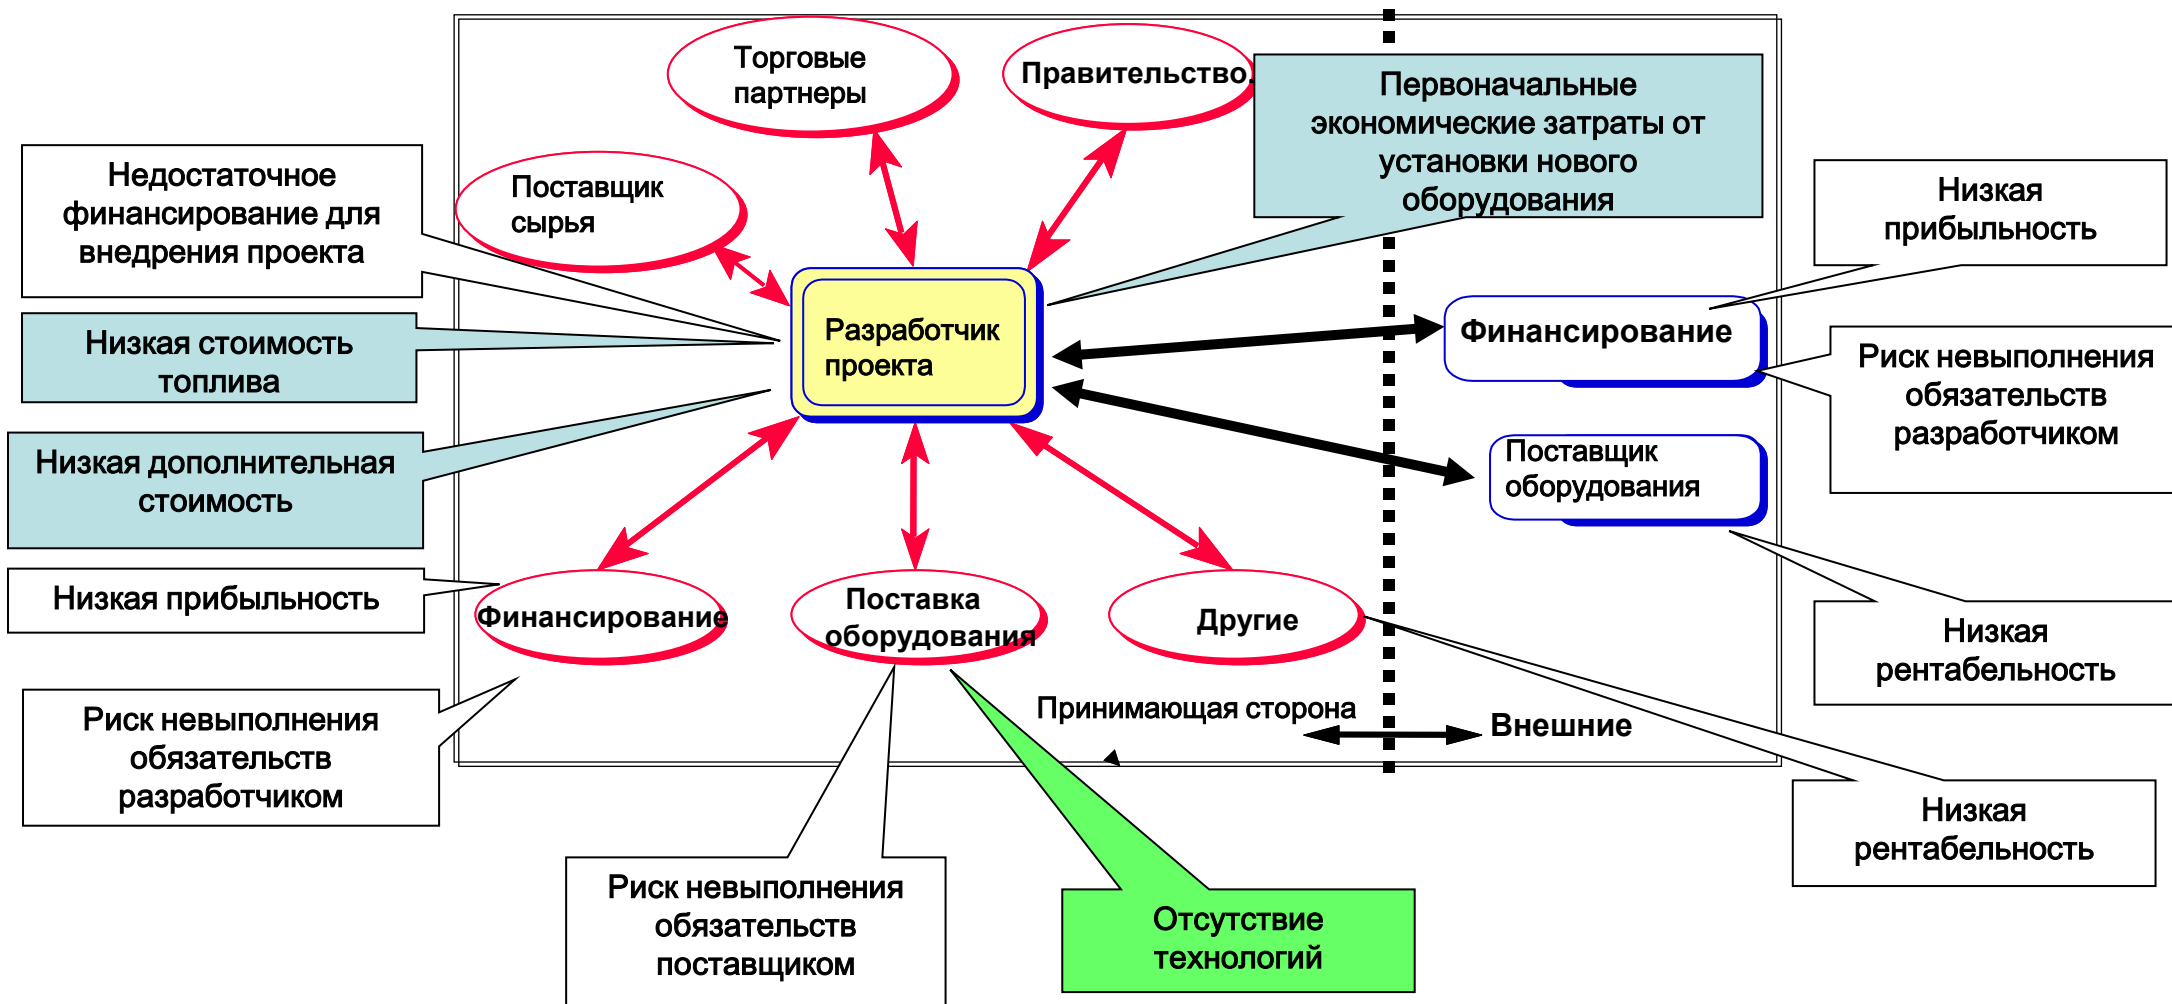 Торговые
партнеры
Правительство.
Первоначальные
экономические затраты от
установки нового
оборудования
Недостаточное
финансирование для
внедрения проекта
Поставщик
сырья
Низкая
прибыльность
Низкая стоимость
топлива
Разработчик
проекта
Финансирование
Риск невыполнения
обязательств
разработчиком
Низкая дополнительная
стоимость
Поставщик
оборудования
Низкая прибыльность
Финансирование
Поставка
оборудования
Другие
Низкая
рентабельность
Риск невыполнения
обязательств
разработчиком
Принимающая сторона
Внешние
Низкая
рентабельность
Риск невыполнения
обязательств
поставщиком
Отсутствие
технологий